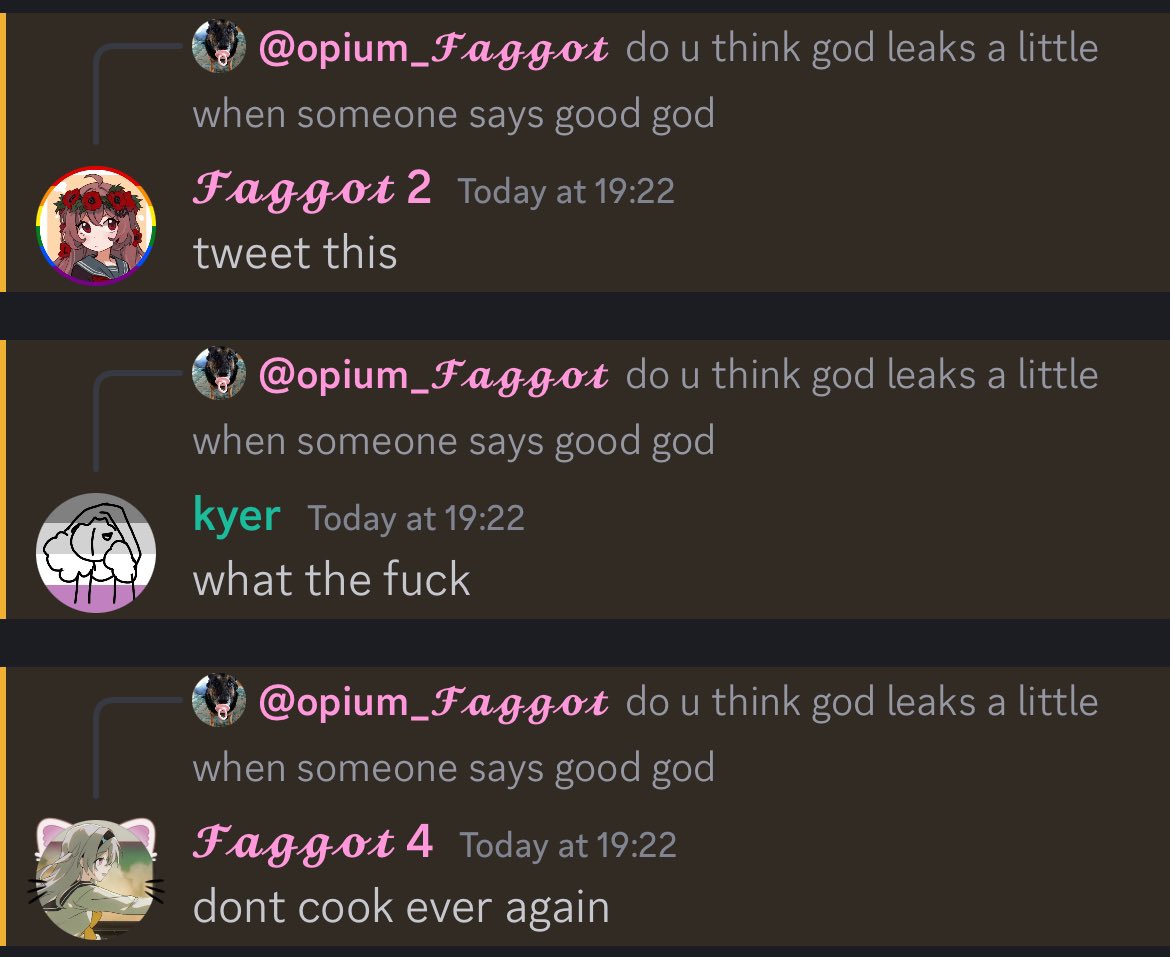 @opium_𝓕𝓪𝓰𝓰𝓸𝓽 do u think god leaks a little
when someone says good god
𝓕𝓪𝓰𝓰𝓸𝓽 2 Today at 19:22
tweet this
@opium_𝓕𝓪𝓰𝓰𝓸𝓽 do u think god leaks a little
when someone says good god
kyer Today at 19:22
what the fuck
@opium_𝓕𝓪𝓰𝓰𝓸𝓽 do u think god leaks a little
when someone says good god
𝓕𝓪𝓰𝓰𝓸𝓽 4 Today at 19:22
dont cook ever again